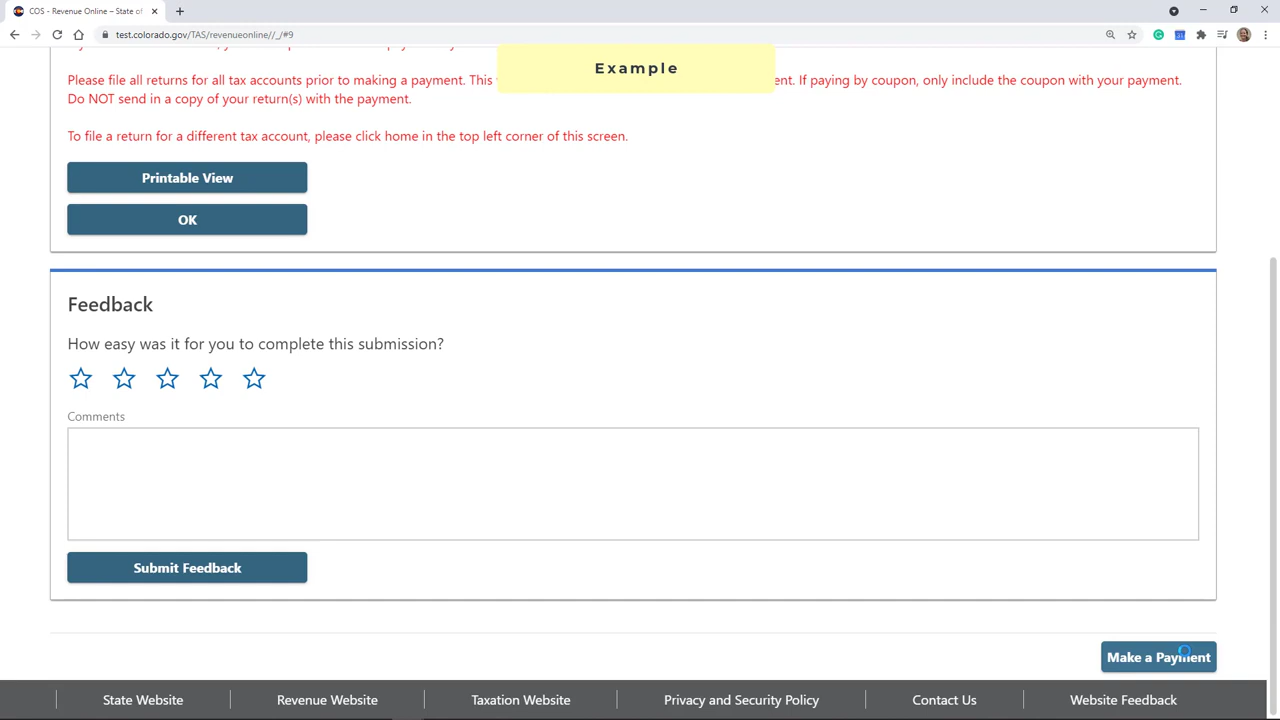 COS - Revenue Online – State of
test.colorado.gov/TAS/revenueonline//_/#9
Example
Please file all returns for all tax accounts prior to making a payment. This ent. If paying by coupon, only include the coupon with your payment.
Do NOT send in a copy of your return(s) with the payment.
To file a return for a different tax account, please click home in the top left corner of this screen.
Printable View
OK
Feedback
How easy was it for you to complete this submission?
Comments
Submit Feedback
Make a Payment
State Website Revenue Website Taxation Website Privacy and Security Policy Contact Us Website Feedback